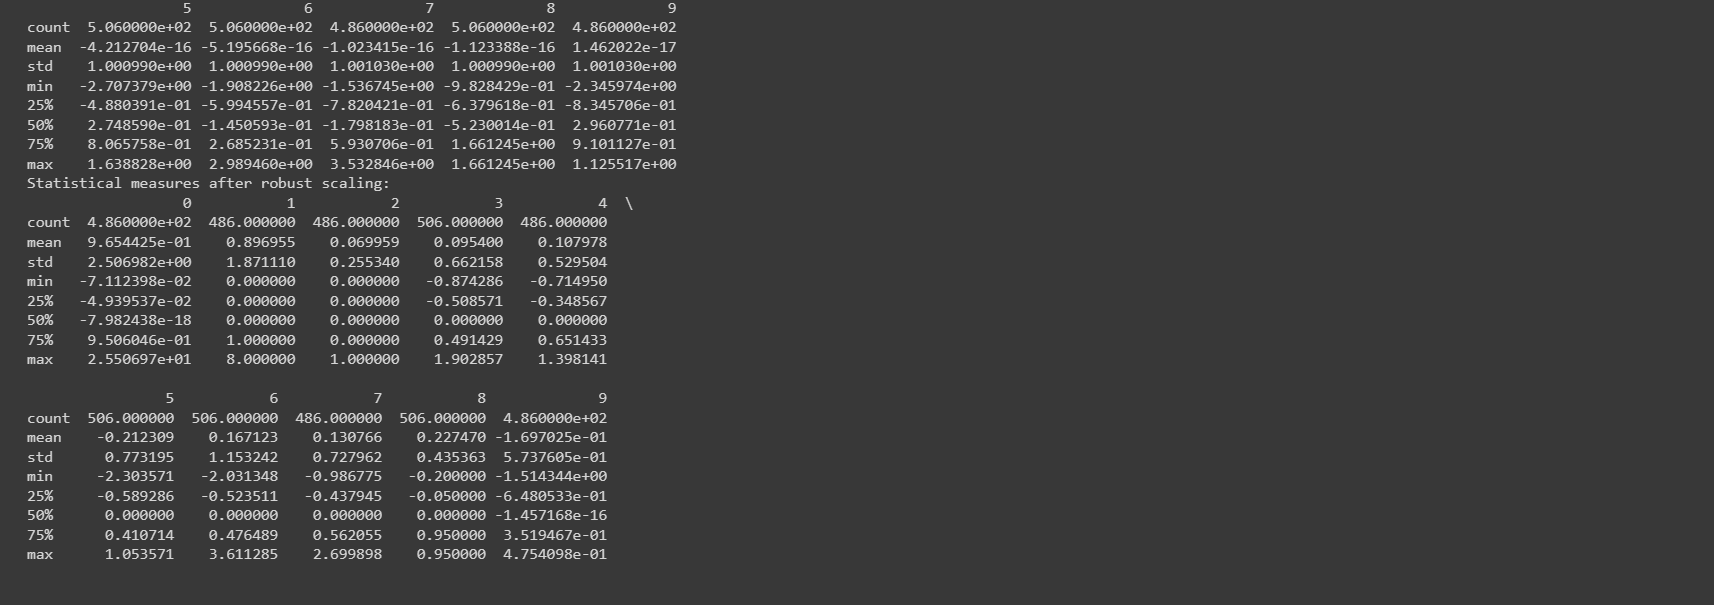 5 6 7 8 9
count 5.060000e+02 5.060000e+02 4.860000e+02 5.060000e+02 4.860000e+02
mean -4.212704e-16 -5.195668e-16 -1.023415e-16 -1.123388e-16 1.462022e-17
std 1.000990e+00 1.000990e+00 1.001030e+00 1.000990e+00 1.001030e+00
min -2.707379e+00 -1.908226e+00 -1.536745e+00 -9.828429e-01 -2.345974e+00
25% -4.880391e-01 -5.994557e-01 -7.820421e-01 -6.379618e-01 -8.345706e-01
50% 2.748590e-01 -1.450593e-01 -1.798183e-01 -5.230014e-01 2.960771e-01
75% 8.065758e-01 2.685231e-01 5.930706e-01 1.661245e+00 9.101127e-01
max 1.638828e+00 2.989460e+00 3.532846e+00 1.661245e+00 1.125517e+00
Statistical measures after robust scaling:
0 1 2 3 4 \
count 4.860000e+02 486.000000 486.000000 506.000000 486.000000
mean 9.654425e-01 0.896955 0.069959 0.095400 0.107978
std 2.506982e+00 1.871110 0.255340 0.662158 0.529504
min -7.112398e-02 0.000000 0.000000 -0.874286 -0.714950
25% -4.939537e-02 0.000000 0.000000 -0.508571 -0.348567
50% -7.982438e-18 0.000000 0.000000 0.000000 0.000000
75% 9.506046e-01 1.000000 0.000000 0.491429 0.651433
max 2.550697e+01 8.000000 1.000000 1.902857 1.398141
5 6 7 8 9
count 506.000000 506.000000 486.000000 506.000000 4.860000e+02
mean -0.212309 0.167123 0.130766 0.227470 -1.697025e-01
std 0.773195 1.153242 0.727962 0.435363 5.737605e-01
min -2.303571 -2.031348 -0.986775 -0.200000 -1.514344e+00
25% -0.589286 -0.523511 -0.437945 -0.050000 -6.480533e-01
50% 0.000000 0.000000 0.000000 0.000000 -1.457168e-16
75% 0.410714 0.476489 0.562055 0.950000 3.519467e-01
max 1.053571 3.611285 2.699898 0.950000 4.754098e-01